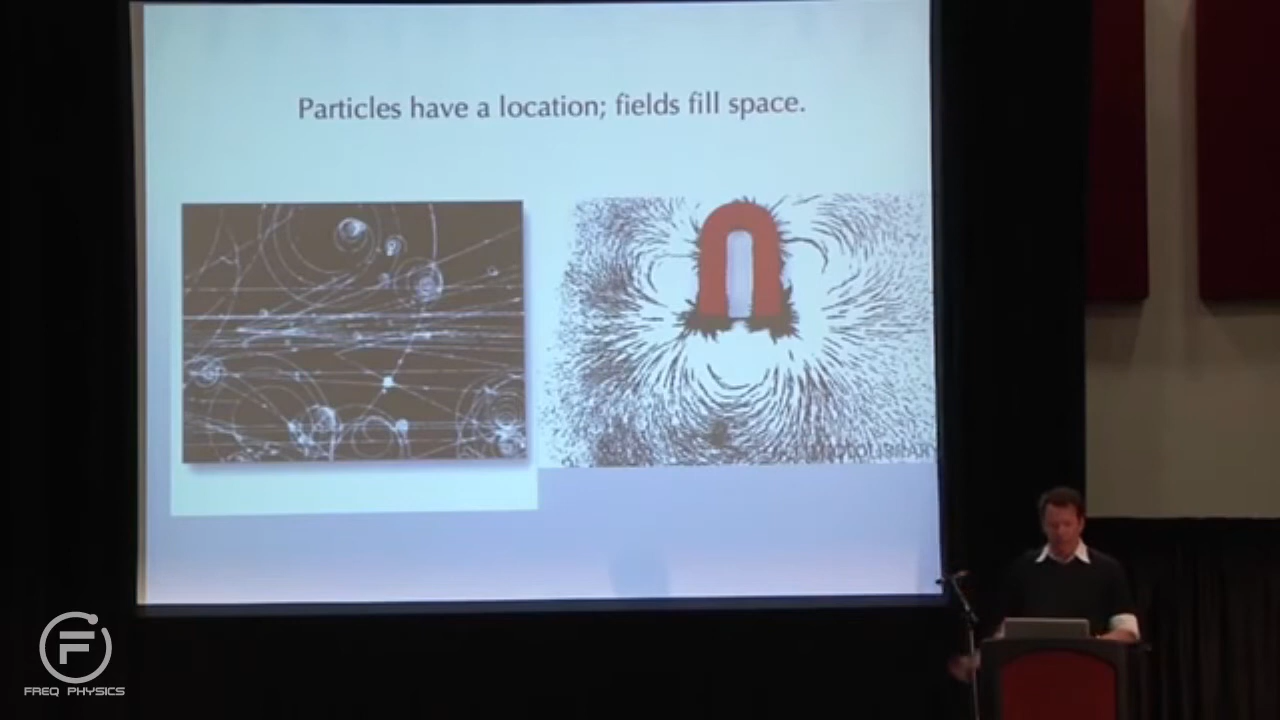 Particles have a location; fields fill space.
FREQ PHYSICS